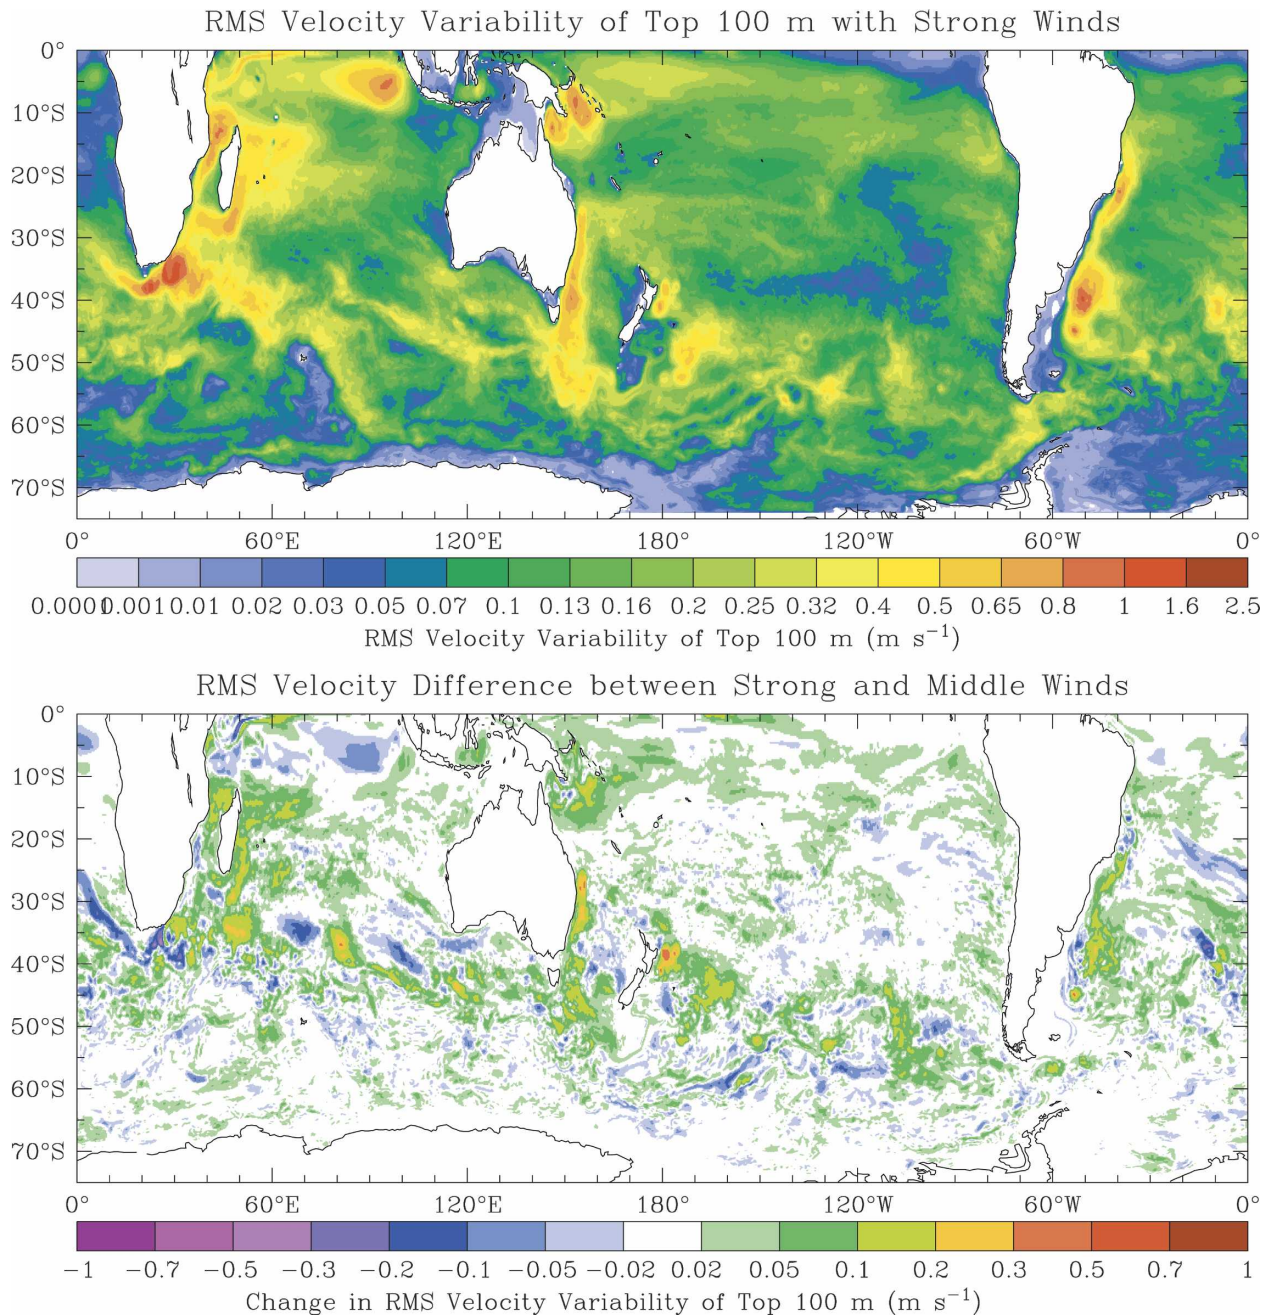 RMS Velocity Variability of Top 100 m with Strong Winds
0°
10°S
20°S
30°S
40°S
50°S
60°S
70°S
0° 60°E 120°E 180° 120°W 60°W 0°
0.0001 0.001 0.01 0.02 0.03 0.05 0.07 0.1 0.13 0.16 0.2 0.25 0.32 0.4 0.5 0.65 0.8 1 1.6 2.5
RMS Velocity Variability of Top 100 m (m s⁻¹)
RMS Velocity Difference between Strong and Middle Winds
0°
10°S
20°S
30°S
40°S
50°S
60°S
70°S
0° 60°E 120°E 180° 120°W 60°W 0°
−1 −0.7 −0.5 −0.3 −0.2 −0.1 −0.05 −0.02 0.02 0.05 0.1 0.2 0.3 0.5 0.7 1
Change in RMS Velocity Variability of Top 100 m (m s⁻¹)